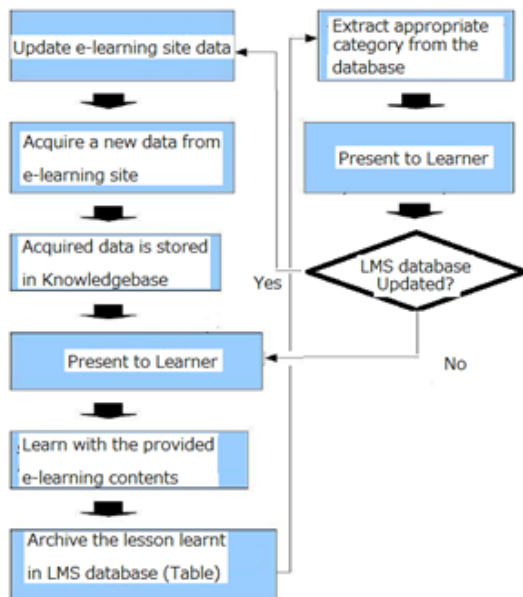 Update e-learning site data
Acquire a new data from
e-learning site
Acquired data is stored
in Knowledgebase
Present to Learner
Learn with the provided
e-learning contents
Archive the lesson learnt
in LMS database (Table)
Extract appropriate
category from the
database
Present to Learner
LMS database
Updated?
Yes
No